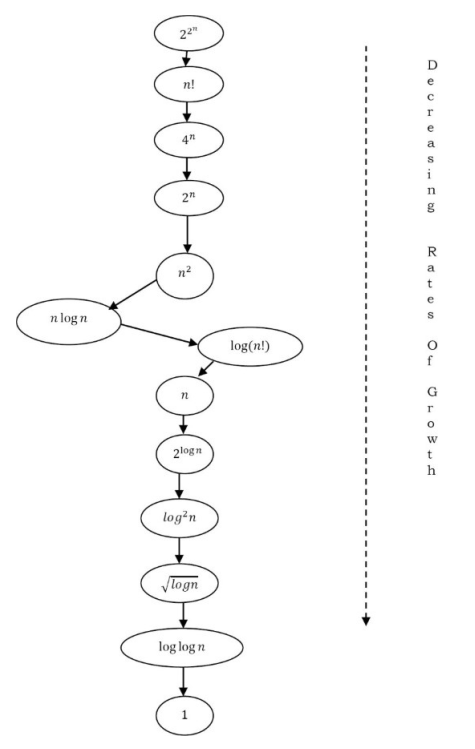 2^{2^n}
n!
4^n
2^n
n^2
n log n
log(n!)
n
2^{log n}
log^2 n
√logn
log log n
1
Decreasing Rates Of Growth